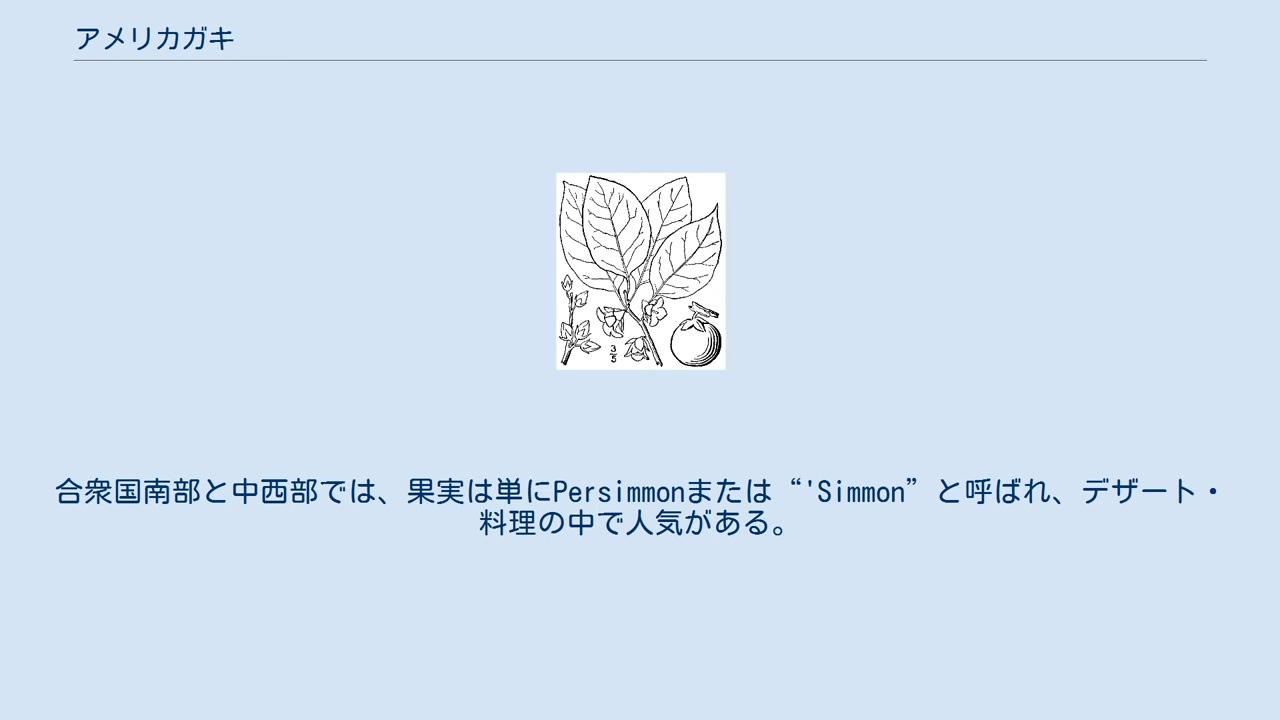 アメリカガキ
3
5
合衆国南部と中西部では、果実は単にPersimmonまたは“'Simmon”と呼ばれ、デザート・
料理の中で人気がある。